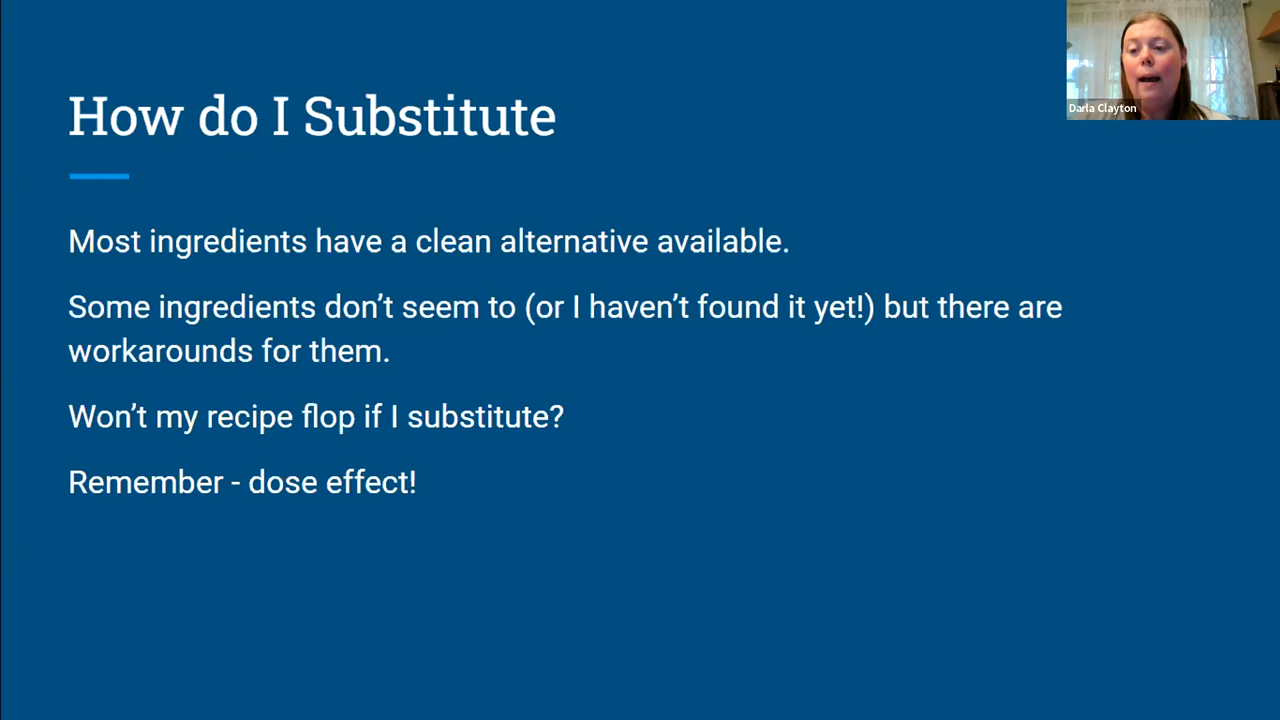 How do I Substitute
Darla Clayton
Most ingredients have a clean alternative available.
Some ingredients don’t seem to (or I haven’t found it yet!) but there are
workarounds for them.
Won’t my recipe flop if I substitute?
Remember - dose effect!